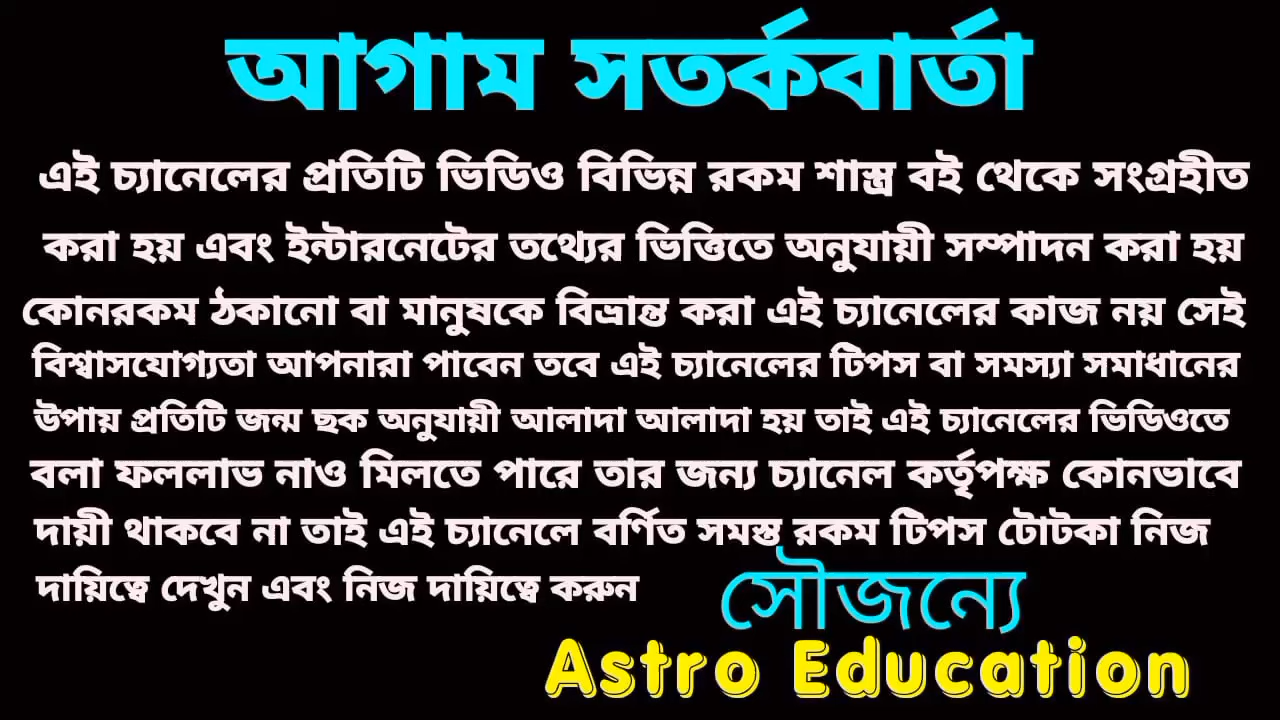 আগাম সতর্কবার্তা
এই চ্যানেলের প্রতিটি ভিডিও বিভিন্ন রকম শাস্ত্র বই থেকে সংগ্রহীত
করা হয় এবং ইন্টারনেটের তথ্যের ভিত্তিতে অনুযায়ী সম্পাদন করা হয়
কোনরকম ঠকানো বা মানুষকে বিভ্রান্ত করা এই চ্যানেলের কাজ নয় সেই
বিশ্বাসযোগ্যতা আপনারা পাবেন তবে এই চ্যানেলের টিপস বা সমস্যা সমাধানের
উপায় প্রতিটি জন্ম ছক অনুযায়ী আলাদা আলাদা হয় তাই এই চ্যানেলের ভিডিওতে
বলা ফললাভ নাও মিলতে পারে তার জন্য চ্যানেল কর্তৃপক্ষ কোনভাবে
দায়ী থাকবে না তাই এই চ্যানেলে বর্ণিত সমস্ত রকম টিপস টোটকা নিজ
দায়িত্বে দেখুন এবং নিজ দায়িত্বে করুন
সৌজন্যে
Astro Education